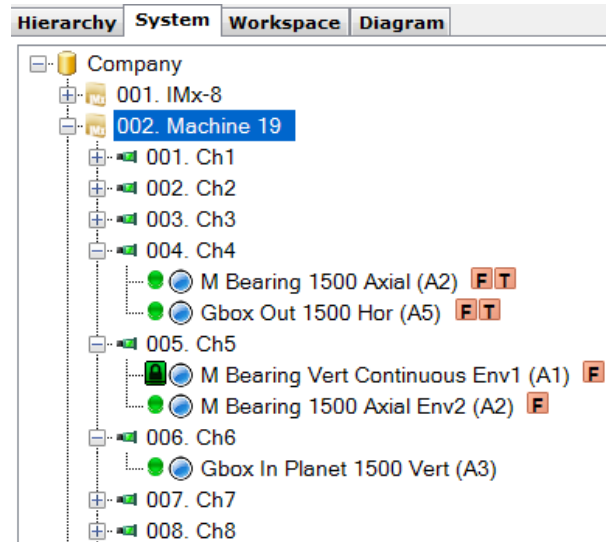 Hierarchy System Workspace Diagram
Company
001. IMx-8
002. Machine 19
001. Ch1
002. Ch2
003. Ch3
004. Ch4
M Bearing 1500 Axial (A2) F T
Gbox Out 1500 Hor (A5) F T
005. Ch5
M Bearing Vert Continuous Env1 (A1) F
M Bearing 1500 Axial Env2 (A2) F
006. Ch6
Gbox In Planet 1500 Vert (A3)
007. Ch7
008. Ch8